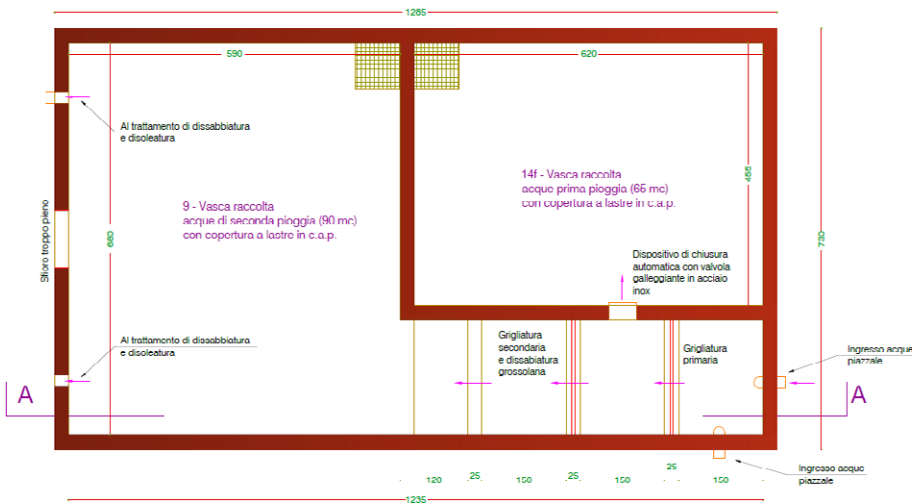 1285
590
620
Al trattamento di dissabbiatura
e disoleatura
14f - Vasca raccolta
acque prima pioggia (65 mc)
con copertura a lastre in c.a.p.
455
9 - Vasca raccolta
acque di seconda pioggia (90 mc)
con copertura a lastre in c.a.p.
Sfioro troppo pieno
680
730
Dispositivo di chiusura
automatica con valvola
galleggiante in acciaio
inox
Al trattamento di dissabbiatura
e disoleatura
Grigliatura
secondaria
e dissabiatura
grossolana
Grigliatura
primaria
Ingresso acque
piazzale
A
A
Ingresso acque
piazzale
120
25
150
25
150
25
150
1235